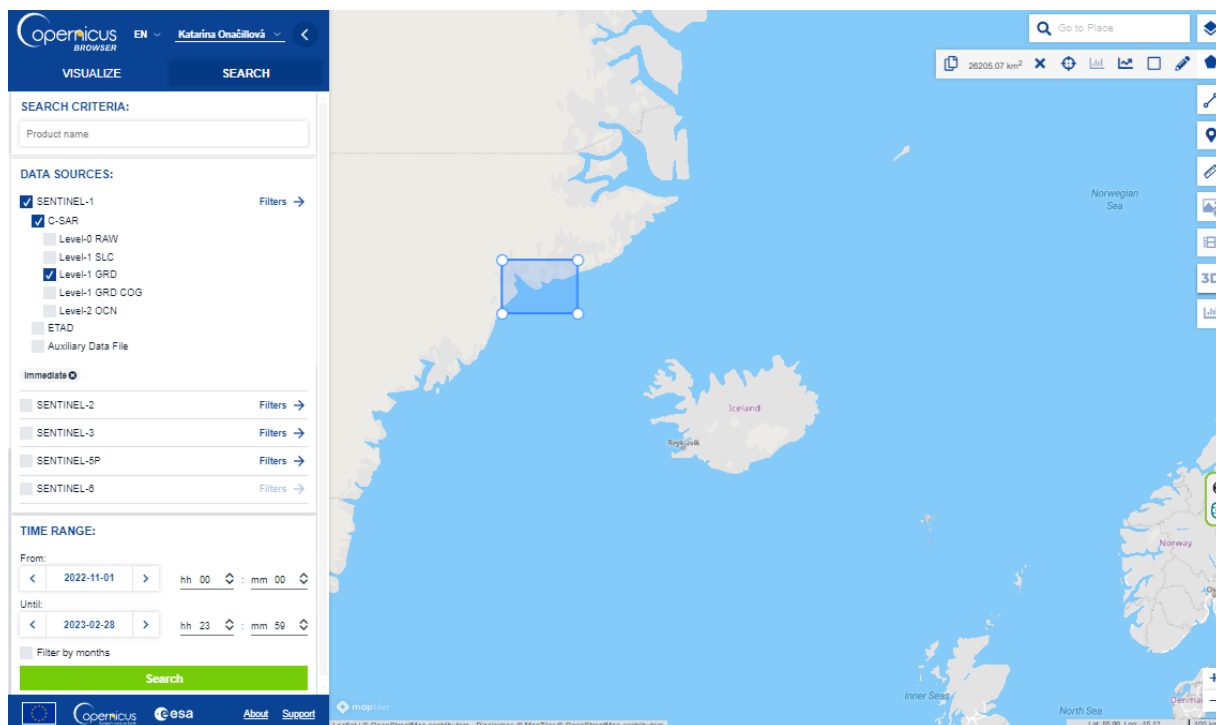 Copernicus
BROWSER
EN
Katarina Onačillová
VISUALIZE
SEARCH
SEARCH CRITERIA:
Product name
DATA SOURCES:
SENTINEL-1
Filters →
C-SAR
Level-0 RAW
Level-1 SLC
Level-1 GRD
Level-1 GRD COG
Level-2 OCN
ETAD
Auxiliary Data File
Immediate
SENTINEL-2
Filters →
SENTINEL-3
Filters →
SENTINEL-5P
Filters →
SENTINEL-6
Filters →
TIME RANGE:
From:
2022-11-01
hh 00 : mm 00
Until:
2023-02-28
hh 23 : mm 59
Filter by months
Search
Copernicus
esa
About
Support
Go to Place
26205.07 km²
3D
Norwegian
Sea
Iceland
Reykjavik
Norway
Inner Seas
North Sea
maptiler